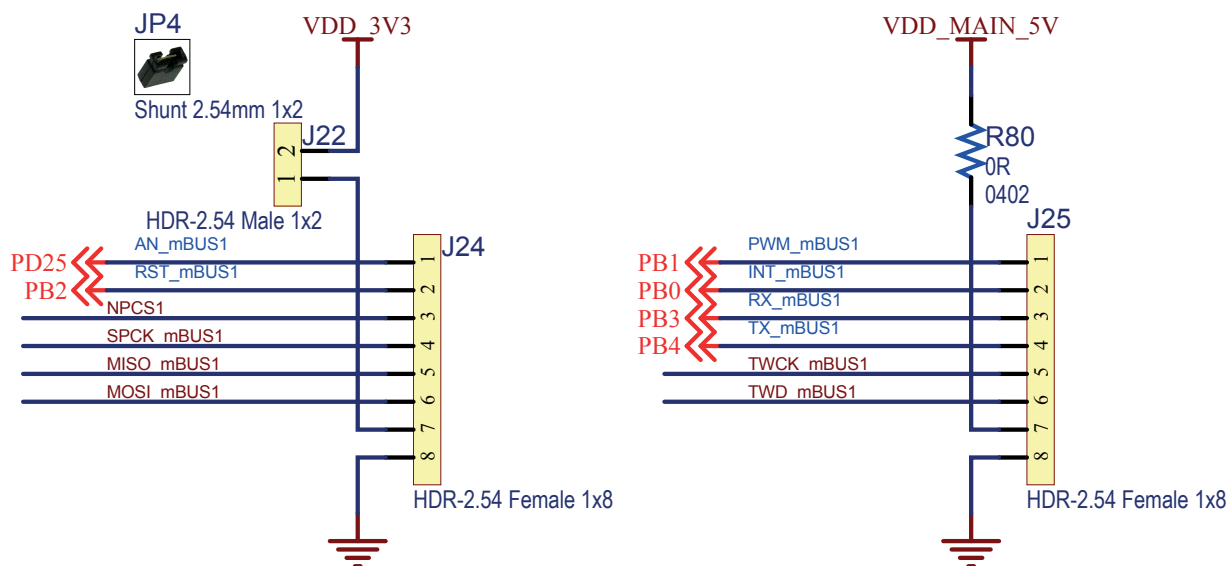 JP4
Shunt 2.54mm 1x2
VDD_3V3
J22
2
1
HDR-2.54 Male 1x2
J24
PD25
AN_mBUS1
1
PB2
RST_mBUS1
2
NPCS1
3
SPCK_mBUS1
4
MISO_mBUS1
5
MOSI_mBUS1
6
7
8
HDR-2.54 Female 1x8
VDD_MAIN_5V
R80
0R
0402
J25
PB1
PWM_mBUS1
1
PB0
INT_mBUS1
2
PB3
RX_mBUS1
3
PB4
TX_mBUS1
4
TWCK_mBUS1
5
TWD_mBUS1
6
7
8
HDR-2.54 Female 1x8